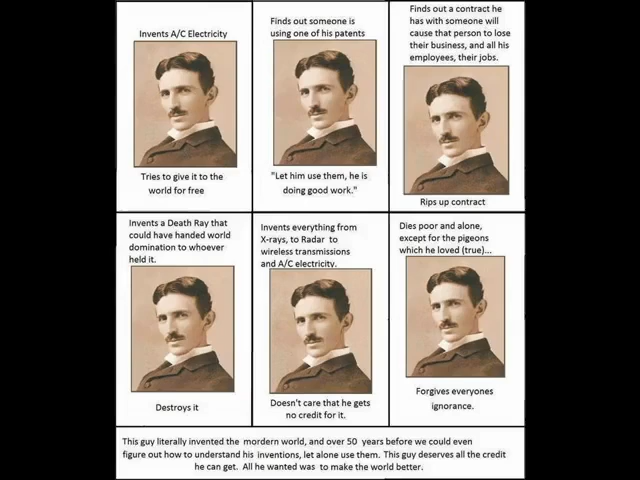 Invents A/C Electricity
Tries to give it to the
world for free
Finds out someone is
using one of his patents
"Let him use them, he is
doing good work."
Finds out a contract he
has with someone will
cause that person to lose
their business, and all his
employees, their jobs.
Rips up contract
Invents a Death Ray that
could have handed world
domination to whoever
held it.
Destroys it
Invents everything from
X-rays, to Radar to
wireless transmissions
and A/C electricity.
Doesn't care that he gets
no credit for it.
Dies poor and alone,
except for the pigeons
which he loved (true)...
Forgives everyones
ignorance.
This guy literally invented the mordern world, and over 50 years before we could even
figure out how to understand his inventions, let alone use them. This guy deserves all the credit
he can get. All he wanted was to make the world better.